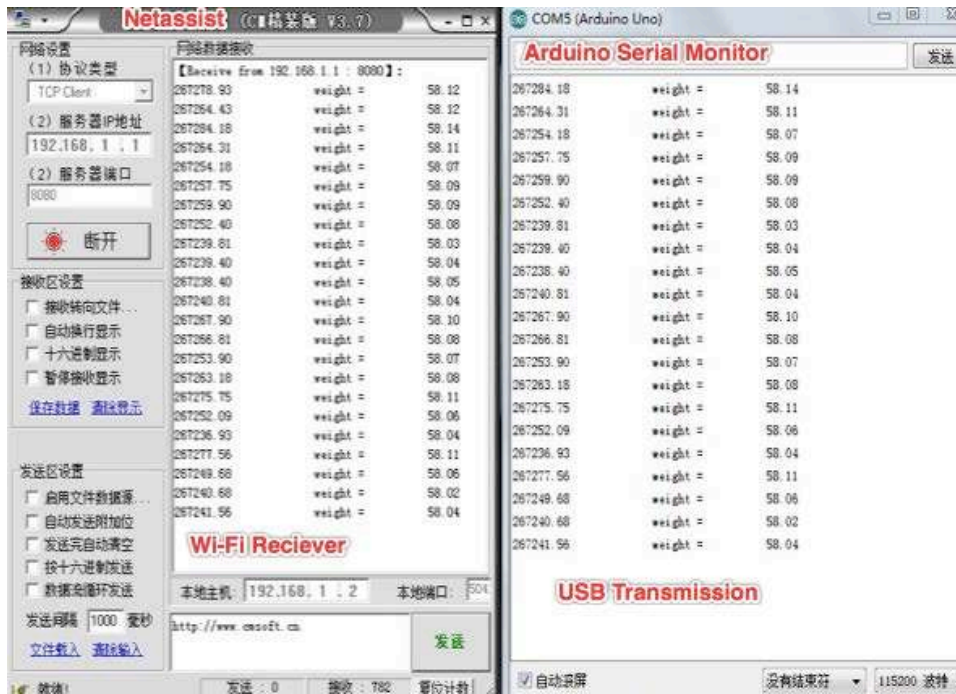 Netassist (CM精装版 V3.7)
网络设置
(1) 协议类型
TCP Client
(2) 服务器IP地址
192.168. 1 . 1
(2) 服务器端口
8080
断开
接收区设置
接收转向文件...
自动换行显示
十六进制显示
暂停接收显示
保存数据 清除显示
发送区设置
启用文件数据源...
自动发送附加位
发送完自动清空
按十六进制发送
数据流循环发送
发送间隔 1000 毫秒
文件载入 清除输入
就绪!
网络数据接收
【Receive from 192.168.1.1 : 8080】:
267278.93 weight = 58.12
267264.43 weight = 58.12
267284.18 weight = 58.14
267264.31 weight = 58.11
267254.18 weight = 58.07
267257.75 weight = 58.09
267259.90 weight = 58.09
267252.40 weight = 58.08
267239.81 weight = 58.03
267239.40 weight = 58.04
267238.40 weight = 58.05
267240.81 weight = 58.04
267267.90 weight = 58.10
267266.81 weight = 58.08
267253.90 weight = 58.07
267263.18 weight = 58.08
267275.75 weight = 58.11
267252.09 weight = 58.06
267236.93 weight = 58.04
267277.56 weight = 58.11
267249.68 weight = 58.06
267240.68 weight = 58.02
267241.56 weight = 58.04
Wi-Fi Reciever
本地主机: 192.168. 1 . 2 本地端口: 504
http://www.cmsoft.cn
发送
发送 : 0 接收 : 782 复位计数
COM5 (Arduino Uno)
Arduino Serial Monitor
发送
267284.18 weight = 58.14
267264.31 weight = 58.11
267254.18 weight = 58.07
267257.75 weight = 58.09
267259.90 weight = 58.09
267252.40 weight = 58.08
267239.81 weight = 58.03
267239.40 weight = 58.04
267238.40 weight = 58.05
267240.81 weight = 58.04
267267.90 weight = 58.10
267266.81 weight = 58.08
267253.90 weight = 58.07
267263.18 weight = 58.08
267275.75 weight = 58.11
267252.09 weight = 58.06
267236.93 weight = 58.04
267277.56 weight = 58.11
267249.68 weight = 58.06
267240.68 weight = 58.02
267241.56 weight = 58.04
USB Transmission
自动滚屏
没有结束符
115200 波特